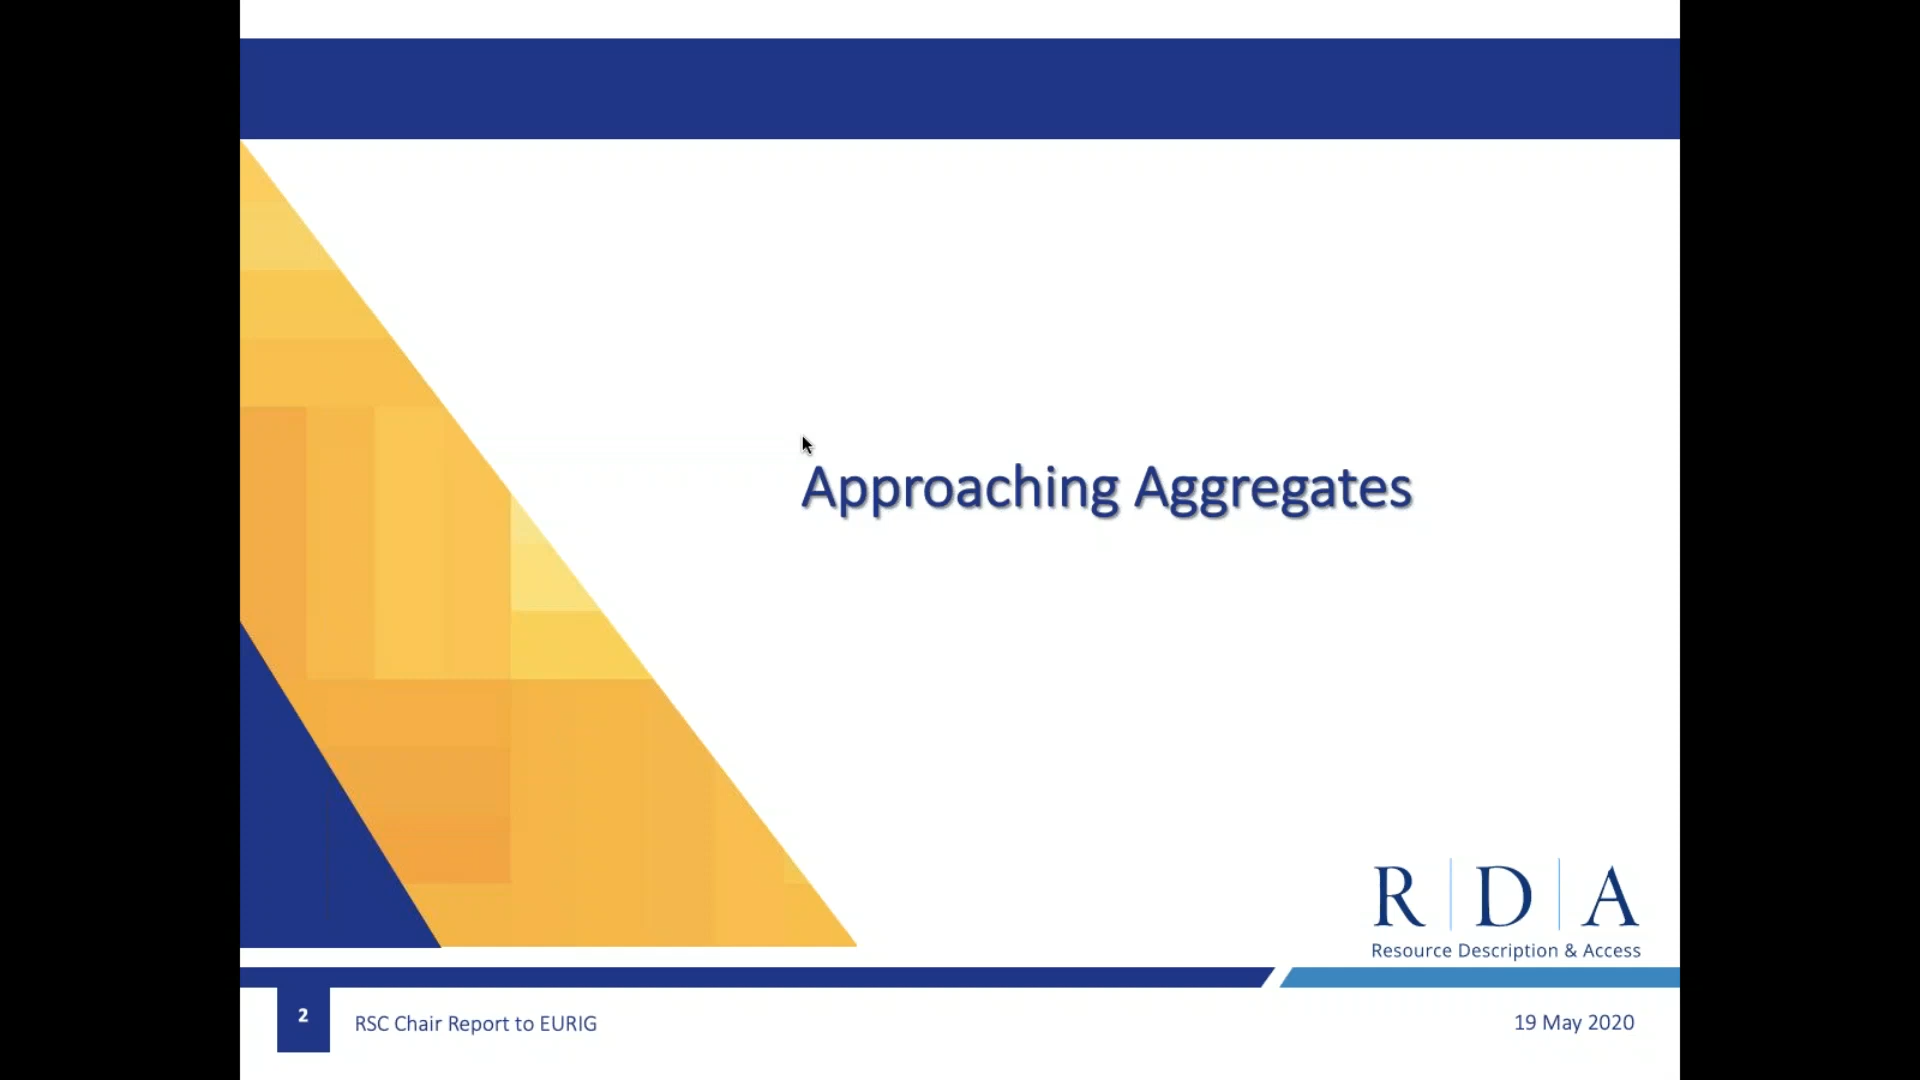 Approaching Aggregates
R D A
Resource Description & Access
2
RSC Chair Report to EURIG
19 May 2020